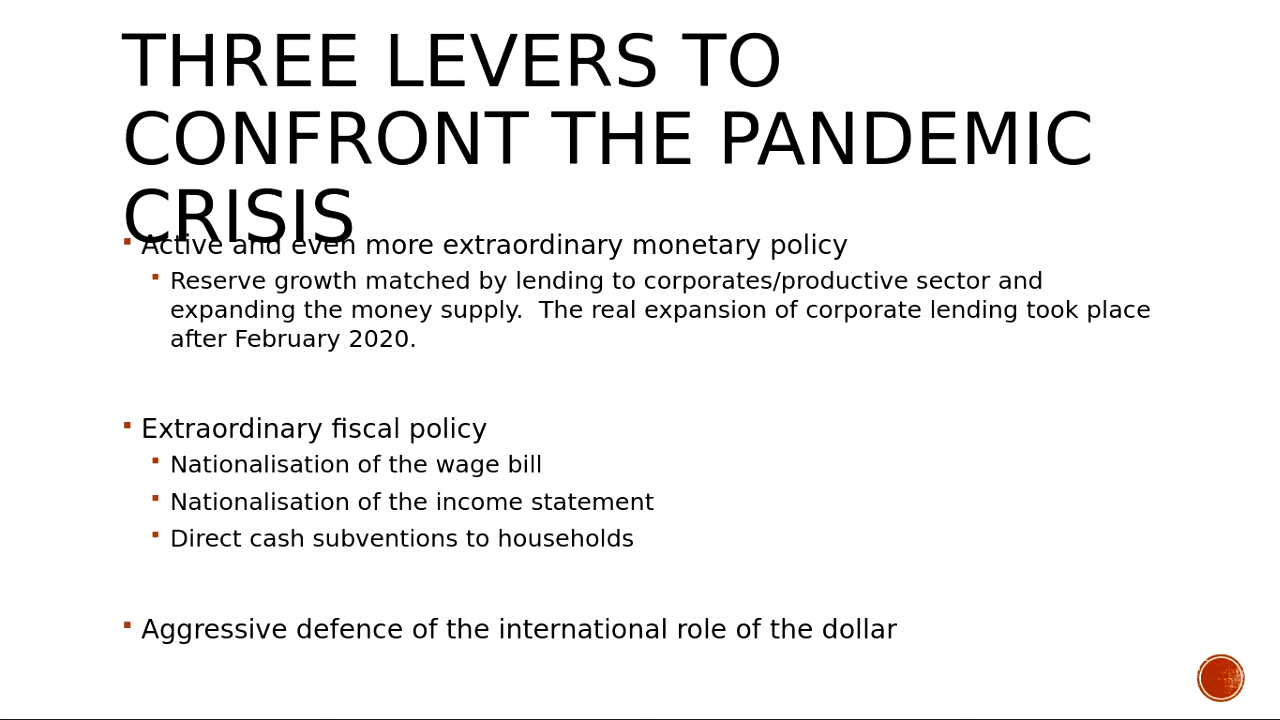 THREE LEVERS TO
CONFRONT THE PANDEMIC
CRISIS
Active and even more extraordinary monetary policy
Reserve growth matched by lending to corporates/productive sector and
expanding the money supply.  The real expansion of corporate lending took place
after February 2020.
Extraordinary fiscal policy
Nationalisation of the wage bill
Nationalisation of the income statement
Direct cash subventions to households
Aggressive defence of the international role of the dollar